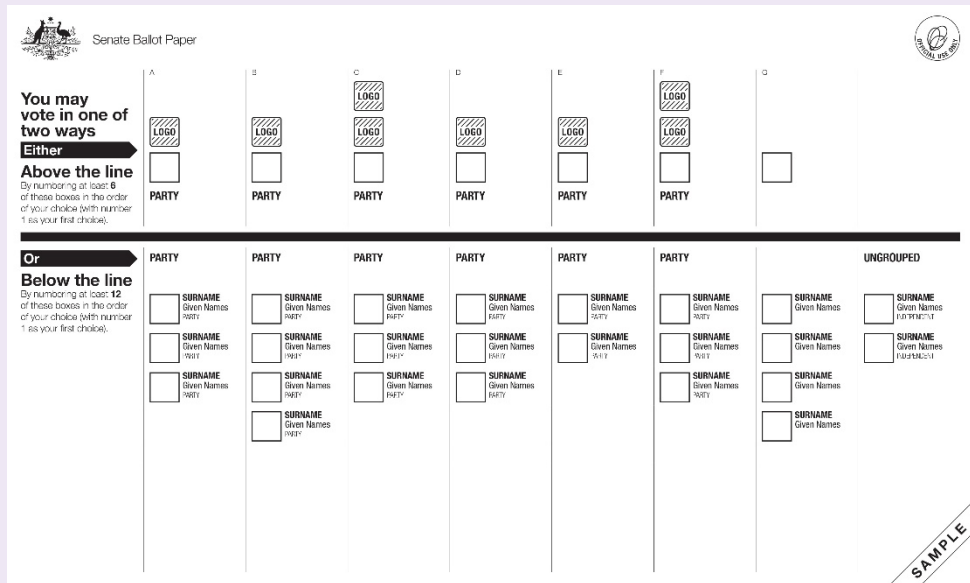 Senate Ballot Paper
OFFICIAL USE ONLY
A B C D E F G
You may
vote in one of
two ways
LOGO LOGO
LOGO LOGO LOGO LOGO LOGO LOGO
Either
Above the line
By numbering at least 6
of these boxes in the order
of your choice (with number
1 as your first choice).
PARTY PARTY PARTY PARTY PARTY PARTY
Or
Below the line
By numbering at least 12
of these boxes in the order
of your choice (with number
1 as your first choice).
PARTY PARTY PARTY PARTY PARTY PARTY UNGROUPED
SURNAME SURNAME SURNAME SURNAME SURNAME SURNAME SURNAME SURNAME
Given Names Given Names Given Names Given Names Given Names Given Names Given Names Given Names
PARTY PARTY PARTY PARTY PARTY PARTY INDEPENDENT
SURNAME SURNAME SURNAME SURNAME SURNAME SURNAME SURNAME SURNAME
Given Names Given Names Given Names Given Names Given Names Given Names Given Names Given Names
PARTY PARTY PARTY PARTY PARTY PARTY INDEPENDENT
SURNAME SURNAME SURNAME SURNAME SURNAME SURNAME
Given Names Given Names Given Names Given Names Given Names Given Names
PARTY PARTY PARTY PARTY PARTY
SURNAME SURNAME
Given Names Given Names
PARTY
SAMPLE